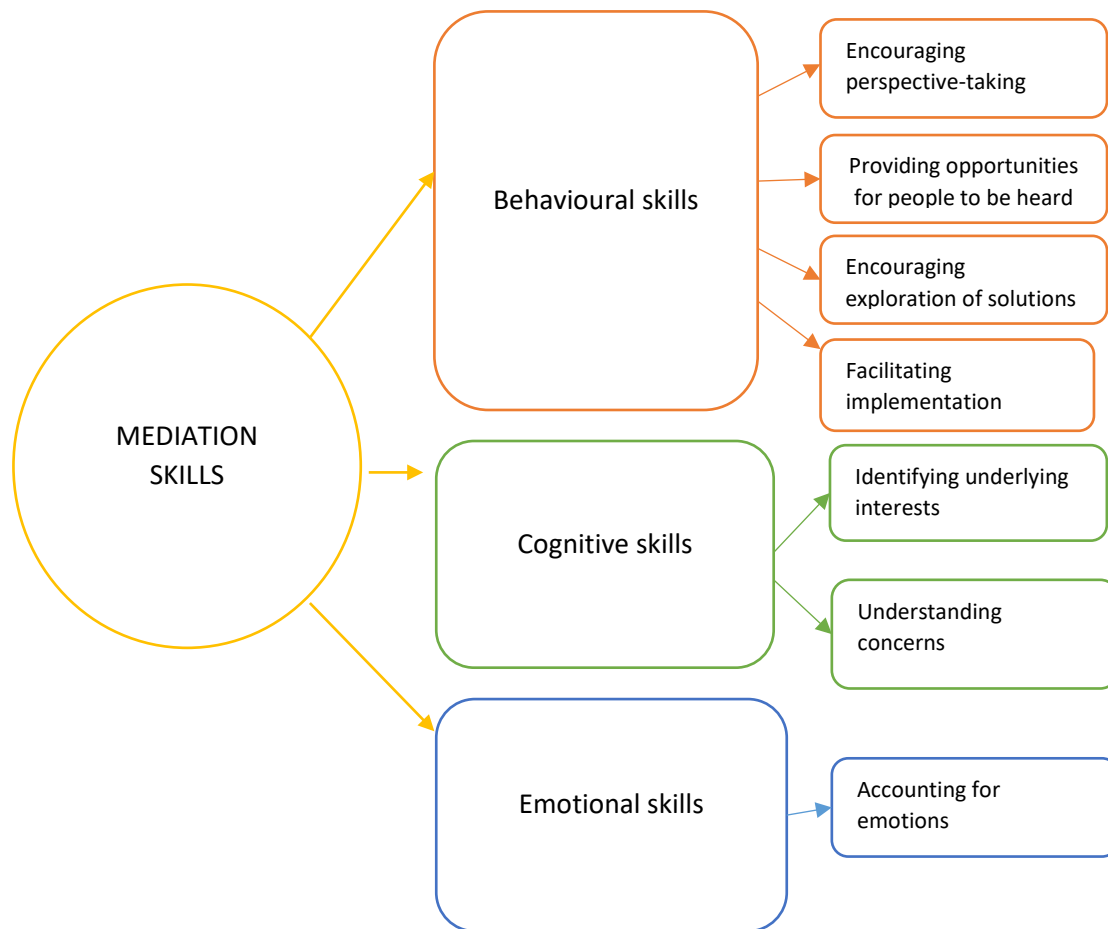 MEDIATION
SKILLS
Behavioural skills
Encouraging
perspective-taking
Providing opportunities
for people to be heard
Encouraging
exploration of solutions
Facilitating
implementation
Cognitive skills
Identifying underlying
interests
Understanding
concerns
Emotional skills
Accounting for
emotions